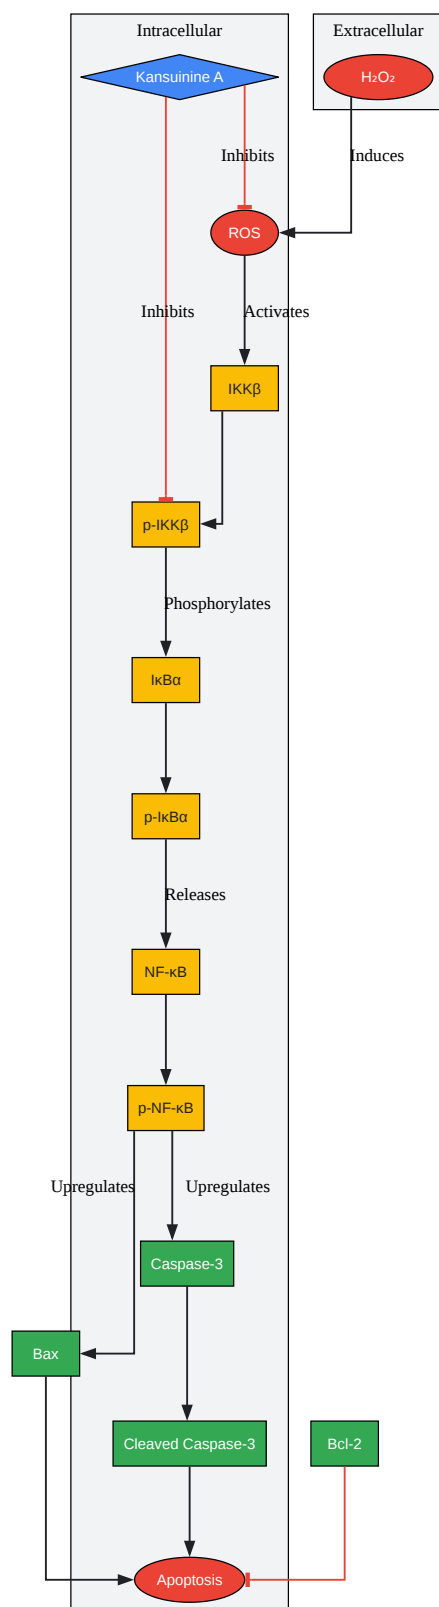 Intracellular
Extracellular
Kansuinine A
H₂O₂
Inhibits
Induces
ROS
Inhibits
Activates
IKKβ
p-IKKβ
Phosphorylates
IκBα
p-IκBα
Releases
NF-κB
p-NF-κB
Upregulates
Upregulates
Caspase-3
Bax
Cleaved Caspase-3
Bcl-2
Apoptosis